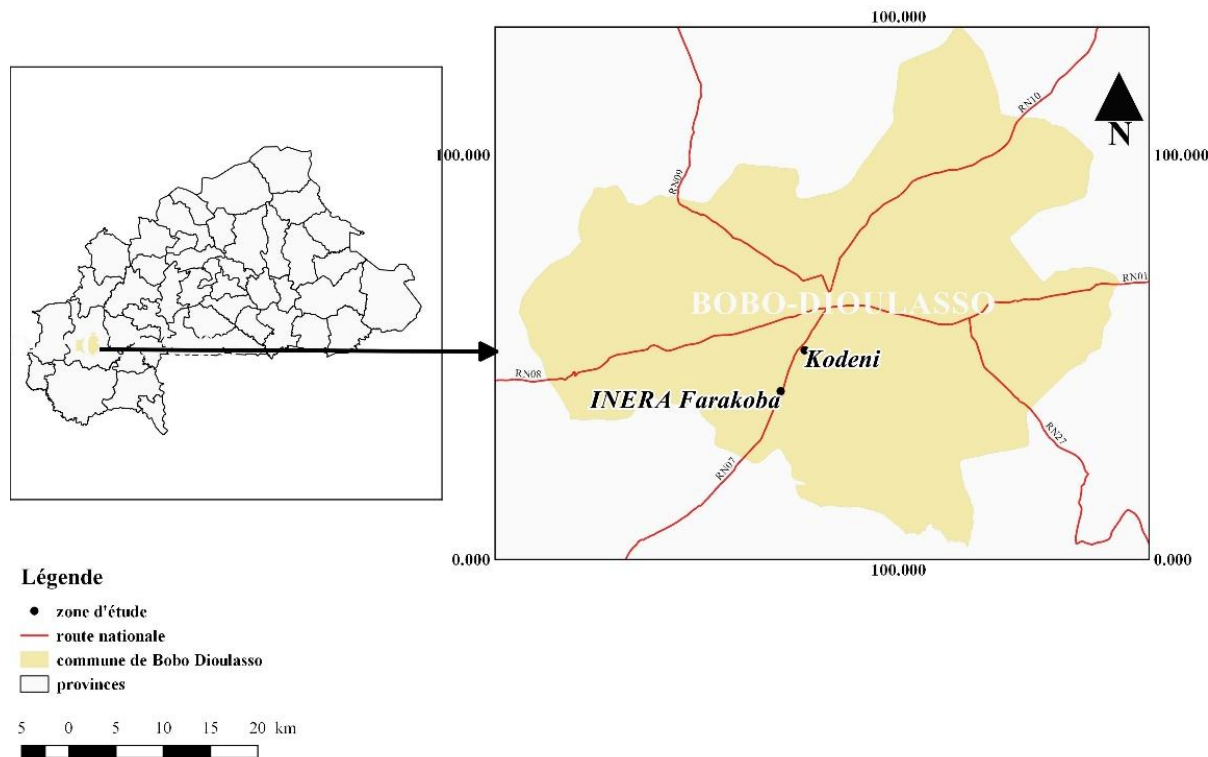 100.000
100.000
100.000
RN10
RN09
N
RN01
BOBO-DIOULASSO
Kodeni
RN08
INERA Farakoba
RN07
RN27
0.000
100.000
0.000
Légende
zone d'étude
route nationale
commune de Bobo Dioulasso
provinces
5 0 5 10 15 20 km